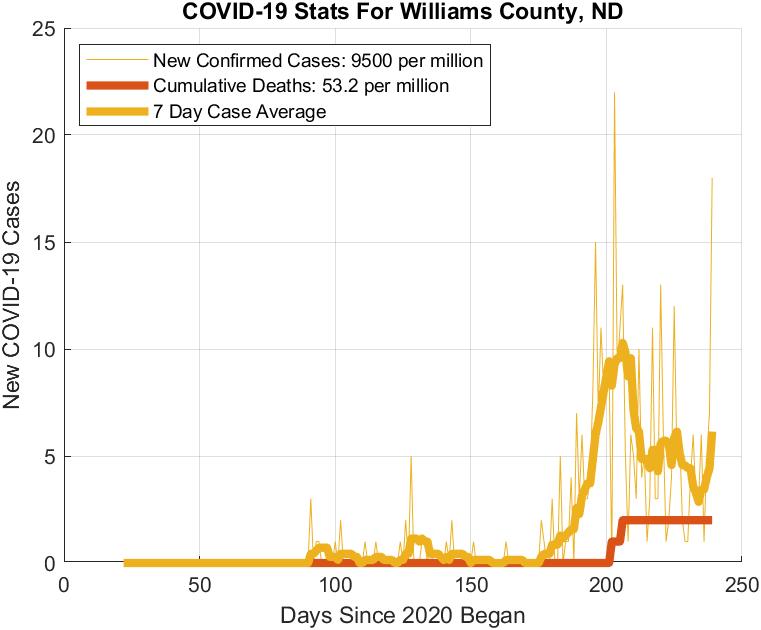 COVID-19 Stats For Williams County, ND
New Confirmed Cases: 9500 per million
Cumulative Deaths: 53.2 per million
7 Day Case Average
New COVID-19 Cases
25
20
15
10
5
0
0 50 100 150 200 250
Days Since 2020 Began